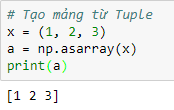 # Tạo mảng từ Tuple
x = (1, 2, 3)
a = np.asarray(x)
print(a)
[1 2 3]